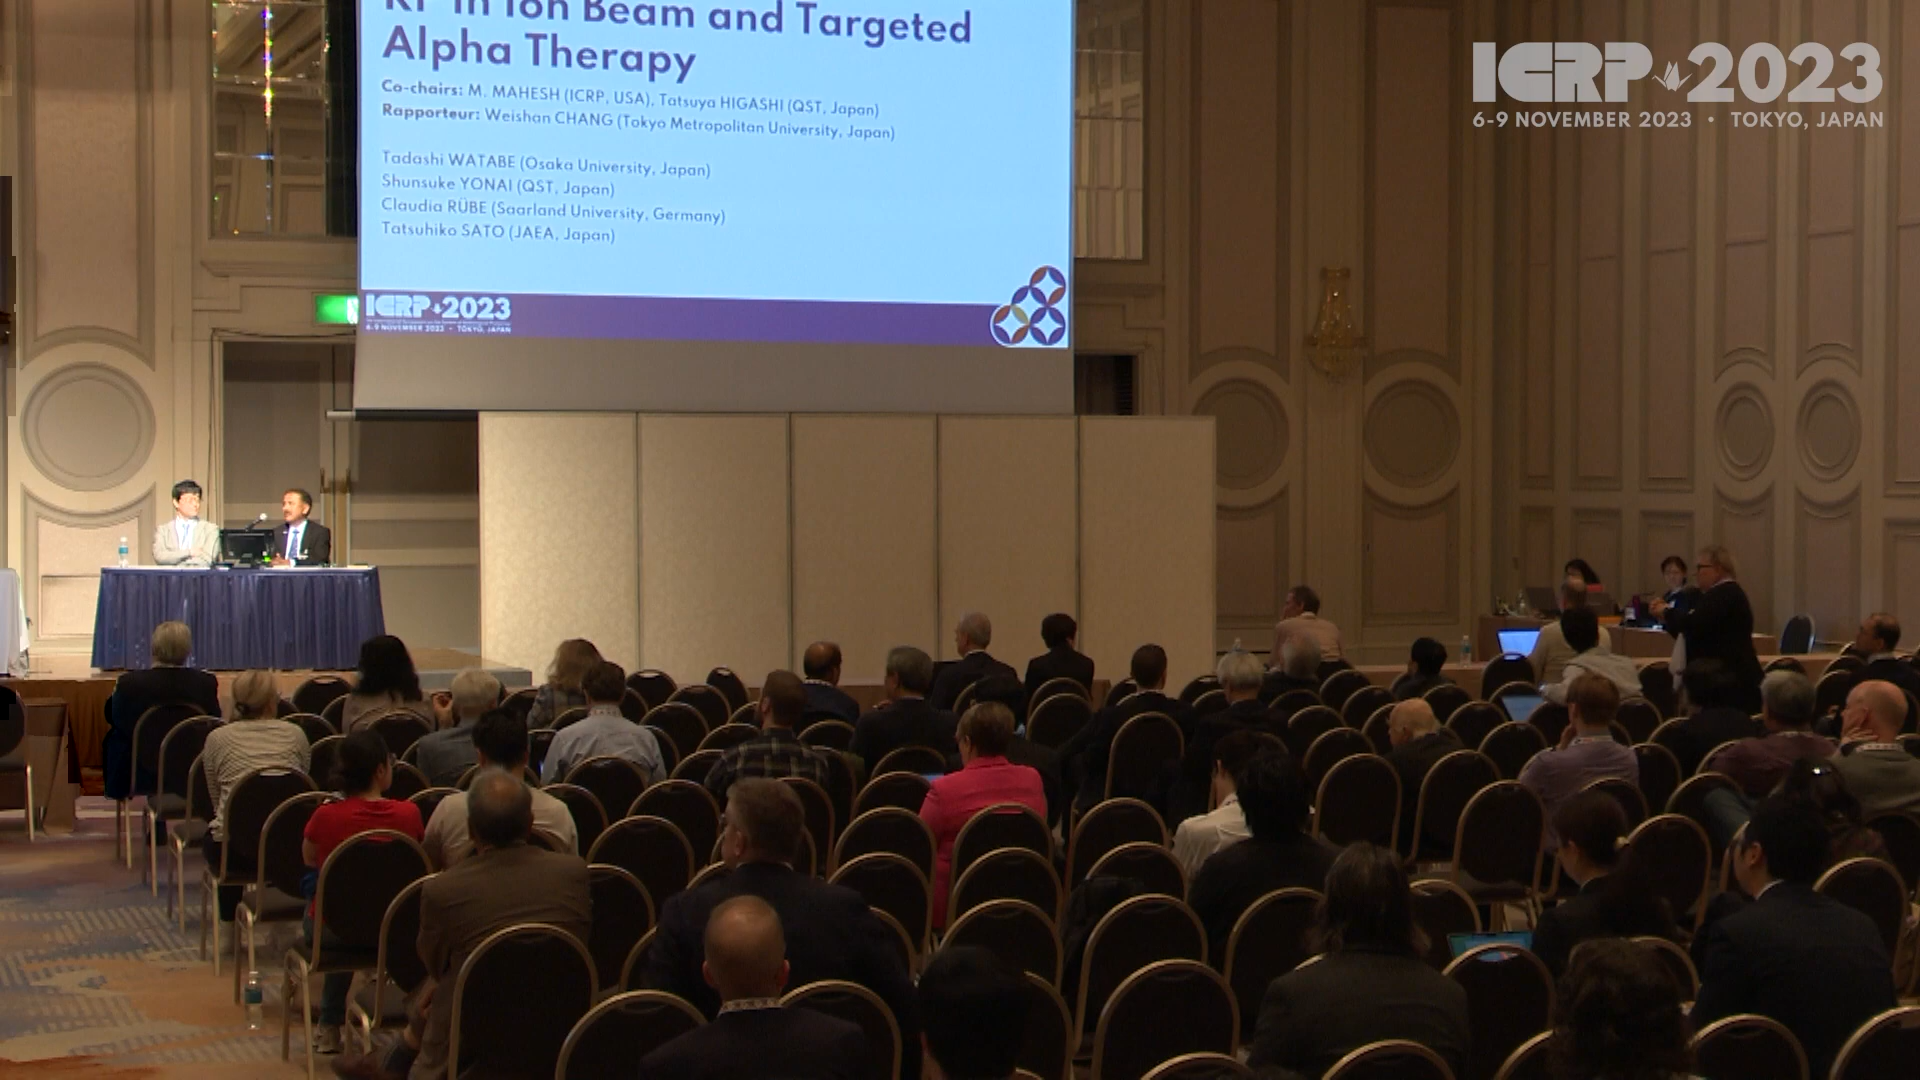 RP in Ion Beam and Targeted
Alpha Therapy
Co-chairs: M. MAHESH (ICRP, USA), Tatsuya HIGASHI (QST, Japan)
Rapporteur: Weishan CHANG (Tokyo Metropolitan University, Japan)
Tadashi WATABE (Osaka University, Japan)
Shunsuke YONAI (QST, Japan)
Claudia RÜBE (Saarland University, Germany)
Tatsuhiko SATO (JAEA, Japan)
ICRP 2023
6-9 NOVEMBER 2023 • TOKYO, JAPAN
ICRP 2023
6-9 NOVEMBER 2023 • TOKYO, JAPAN